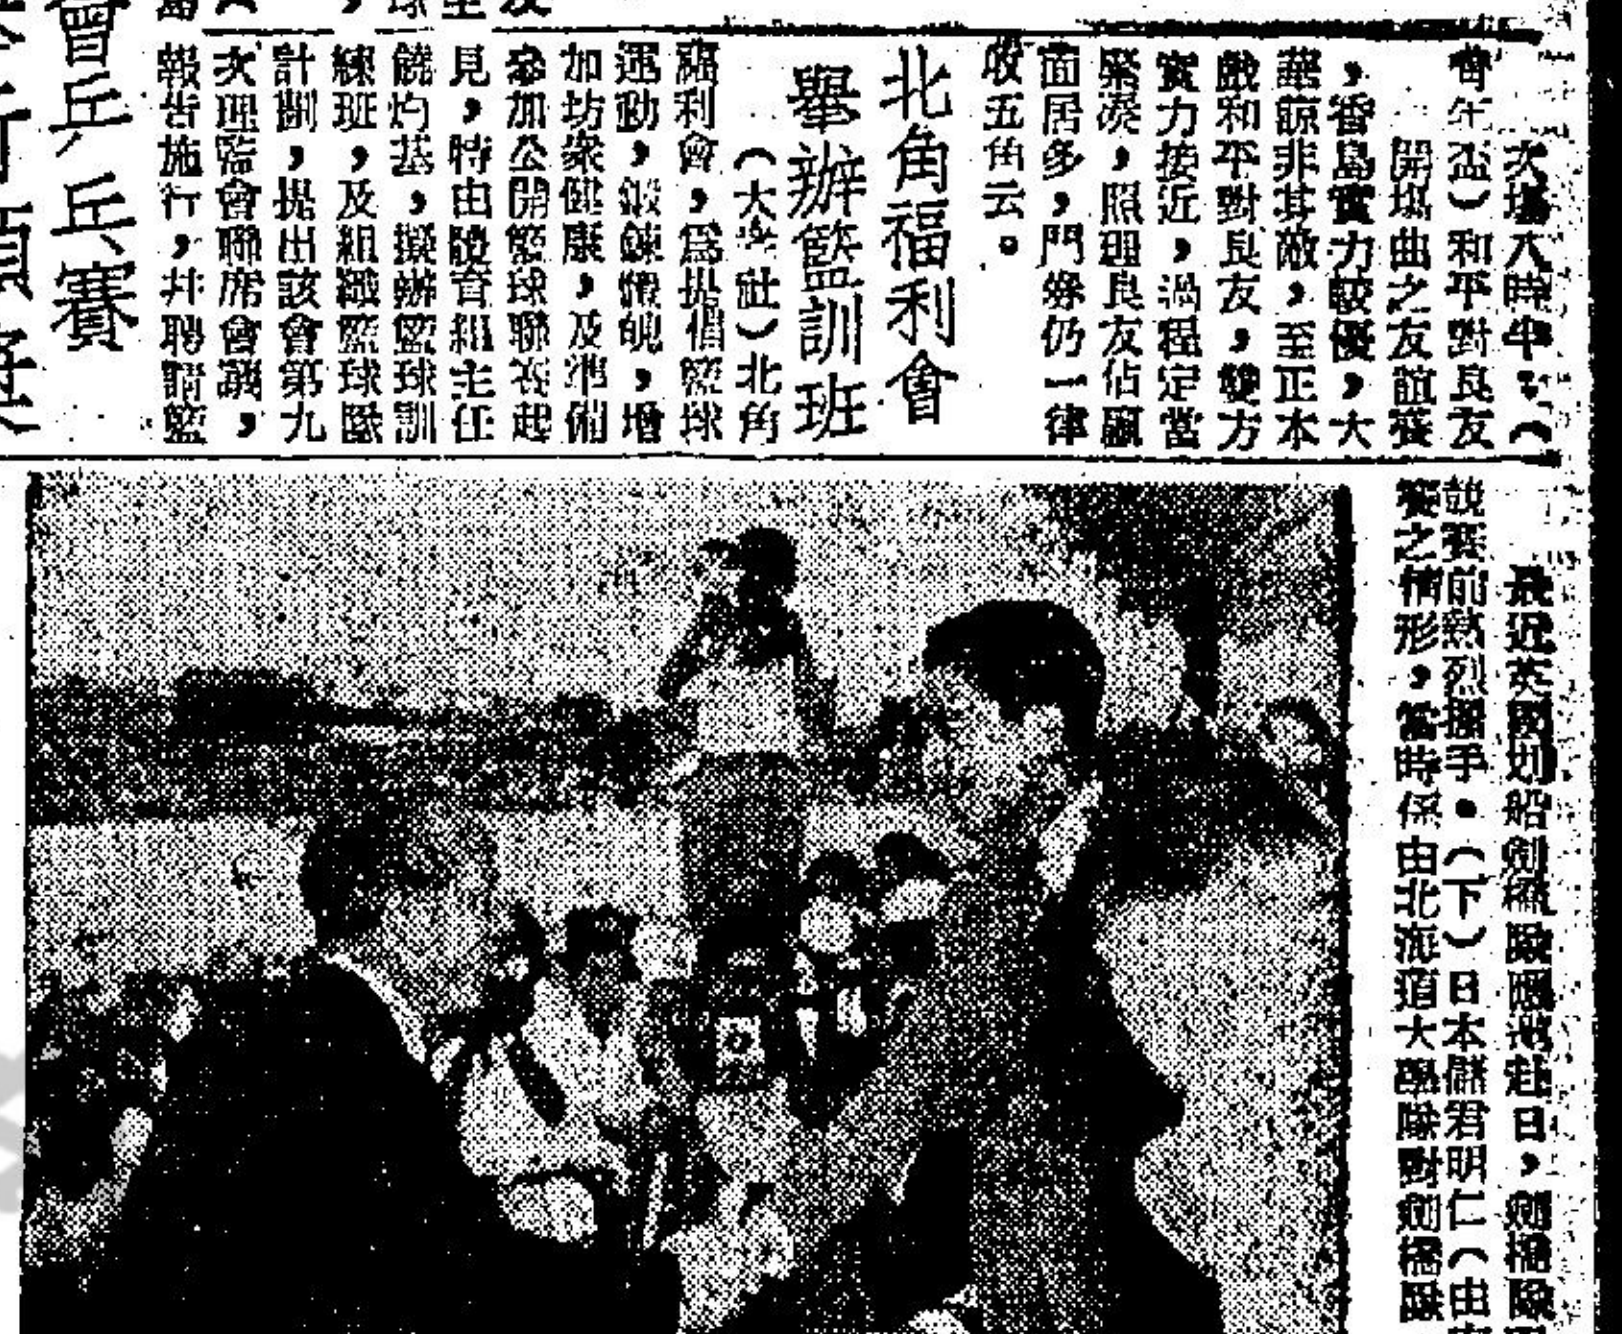 次場八時半:(
青年盃)和平對良友
開場曲之友誼賽
,香島實力較優,大
華諒非其敵,至正本
戲和平對良友,雙方
實力接近,過程定當
緊湊,照理良友佔贏
面居多,門券仍一律
收五角云。
北角福利會
舉辦籃訓班
(大公社)北角
福利會,為提倡籃球
運動,鍛鍊體魄,增
加坊衆健康,及準備
參加公開籃球聯賽起
見,特由體育組主任
饒灼基,擬辦籃球訓
練班,及組織籃球隊
計劃,提出該會第九
次理監會聯席會議,
報告施行,并聘請籃
會乒乓賽
最近英國划船劍橋隊應邀赴日,劍橋隊
競賽前熱烈握手·(下)日本儲君明仁(由
賽之情形,當時係由北海道大學隊對劍橋隊